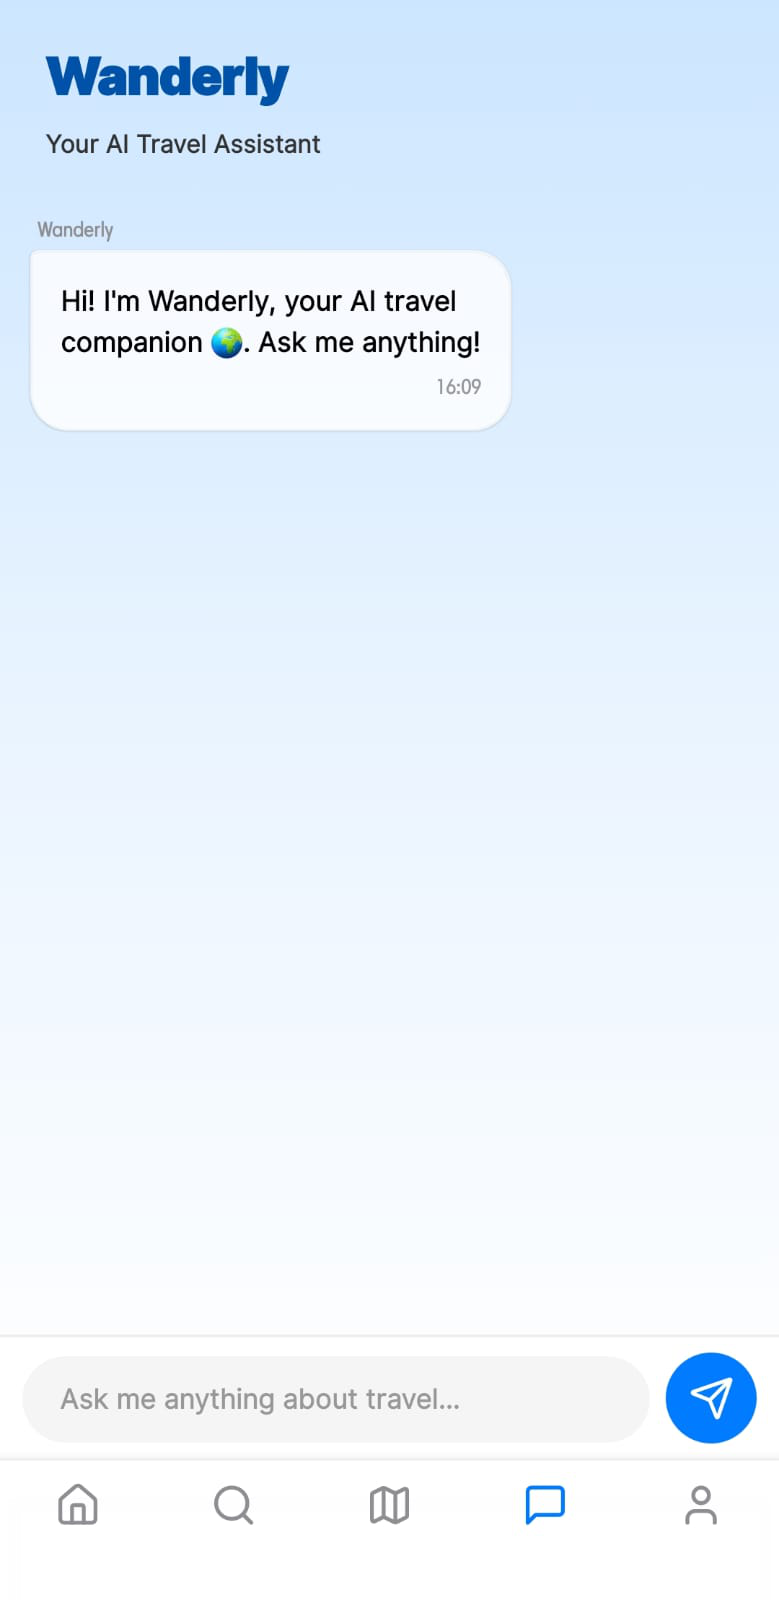 Wanderly
Your AI Travel Assistant
Wanderly
Hi! I'm Wanderly, your AI travel
companion 🌍. Ask me anything!
16:09
Ask me anything about travel...